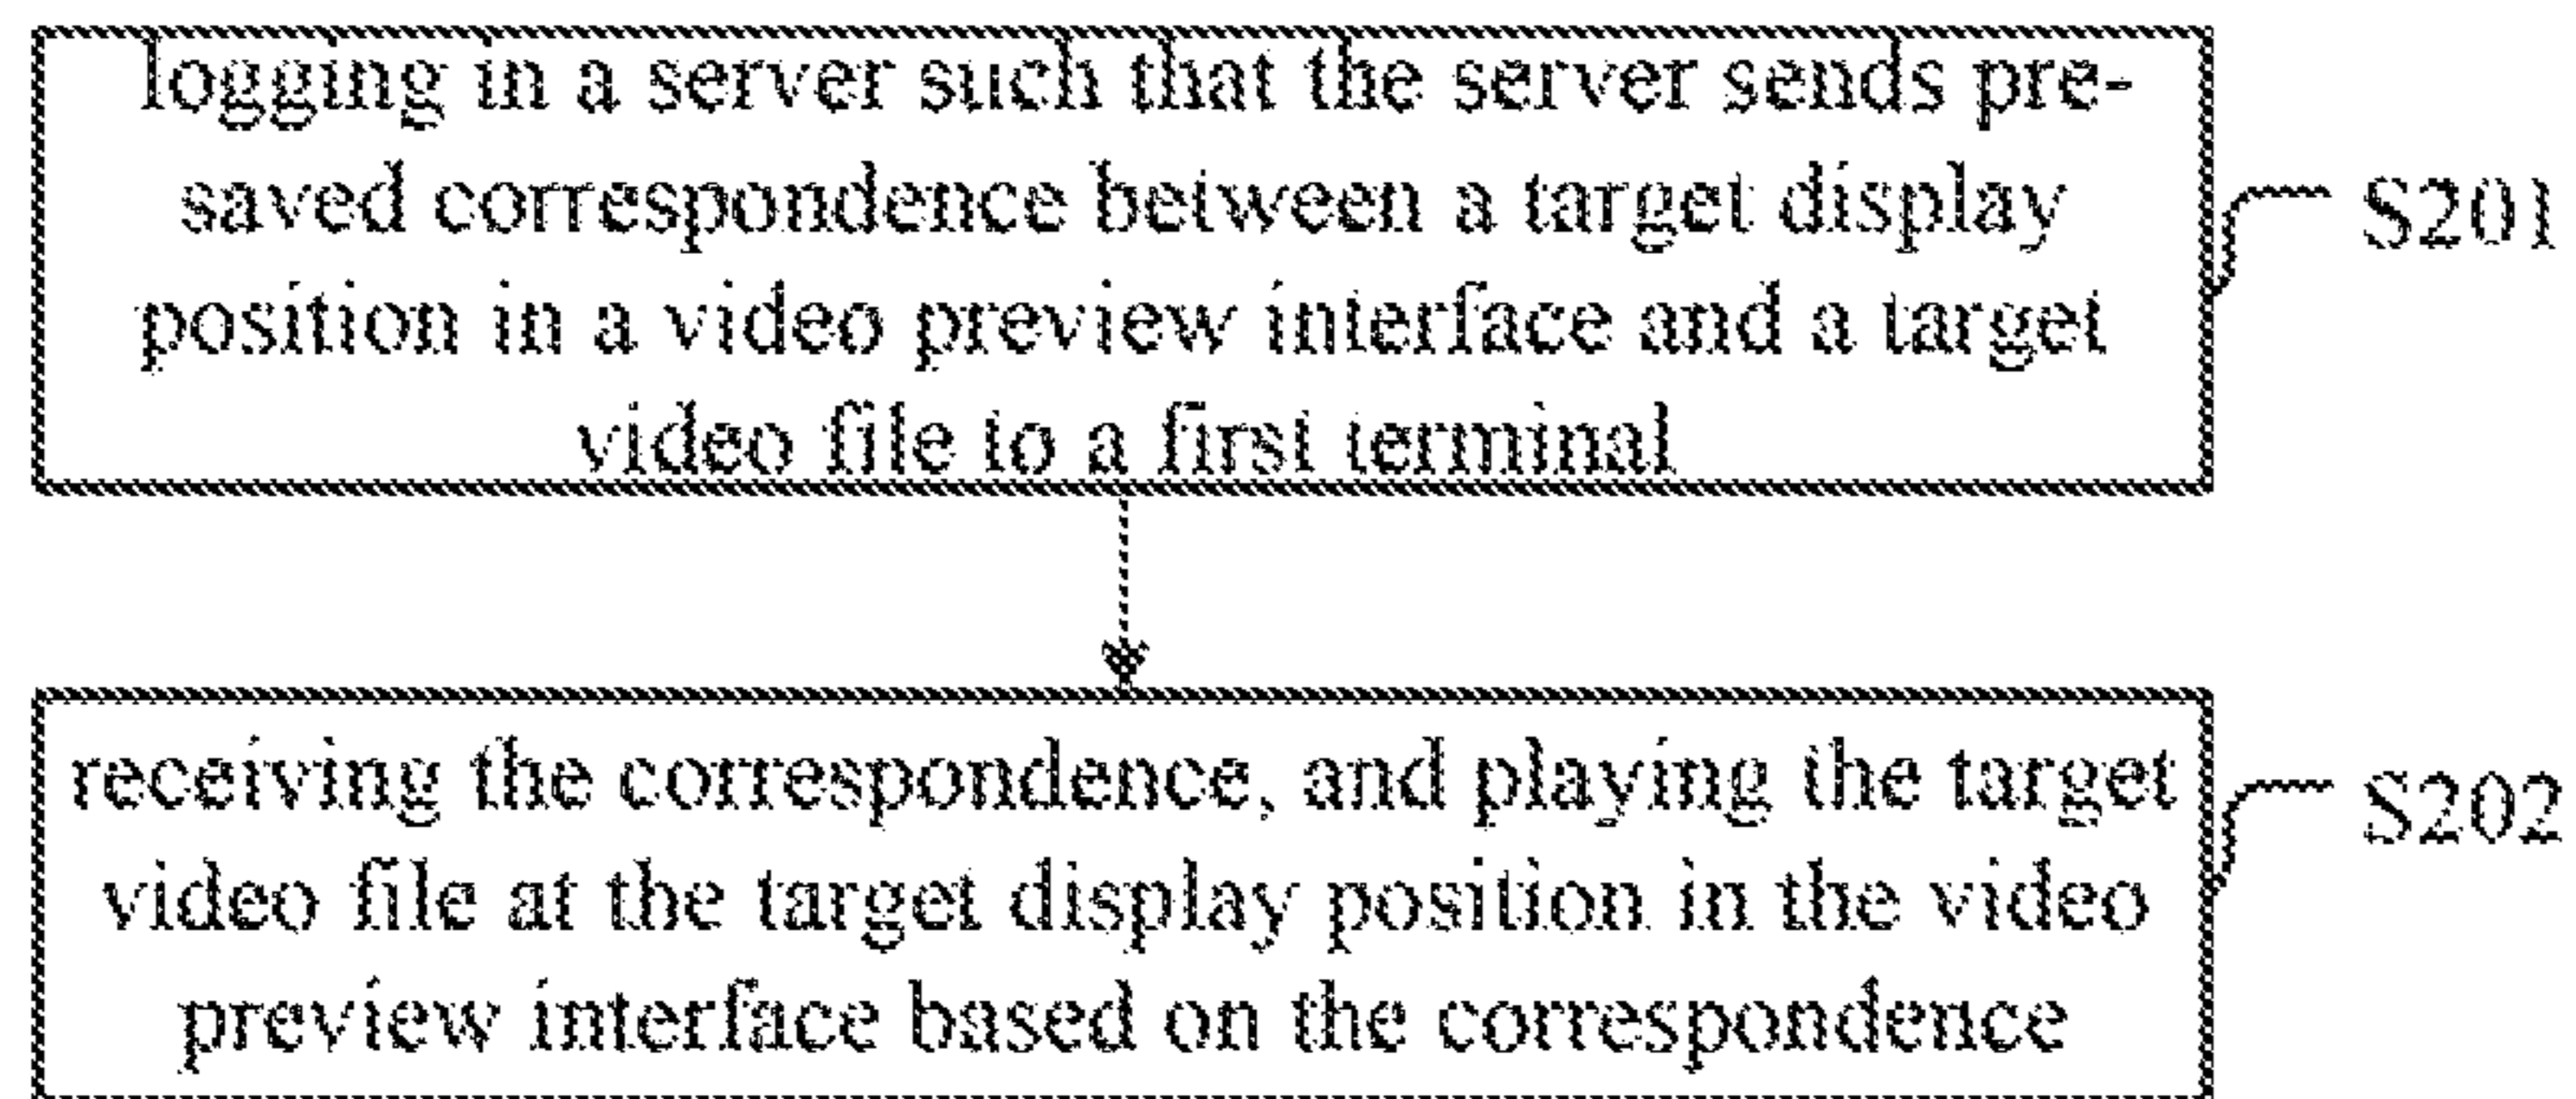 logging in a server such that the server sends pre-
saved correspondence between a target display
position in a video preview interface and a target
video file to a first terminal
S201
receiving the correspondence, and playing the target
video file at the target display position in the video
preview interface based on the correspondence
S202